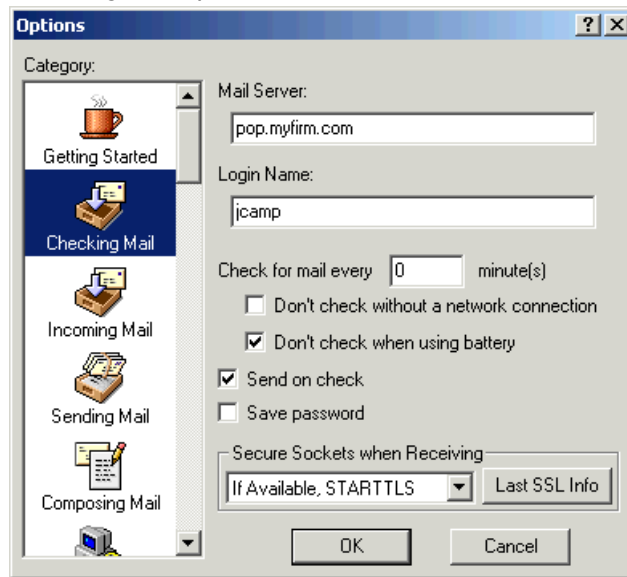 Options
Category:
Getting Started
Checking Mail
Incoming Mail
Sending Mail
Composing Mail
Mail Server:
pop.myfirm.com
Login Name:
jcamp
Check for mail every 0 minute(s)
Don't check without a network connection
Don't check when using battery
Send on check
Save password
Secure Sockets when Receiving
If Available, STARTTLS
Last SSL Info
OK
Cancel